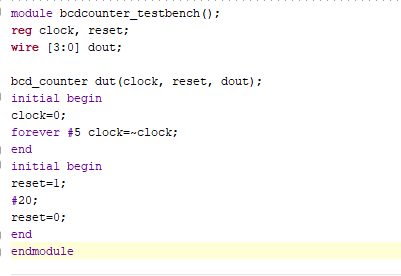 module bcdcounter_testbench();
reg clock, reset;
wire [3:0] dout;
bcd_counter dut(clock, reset, dout);
initial begin
clock=0;
forever #5 clock=~clock;
end
initial begin
reset=1;
#20;
reset=0;
end
endmodule